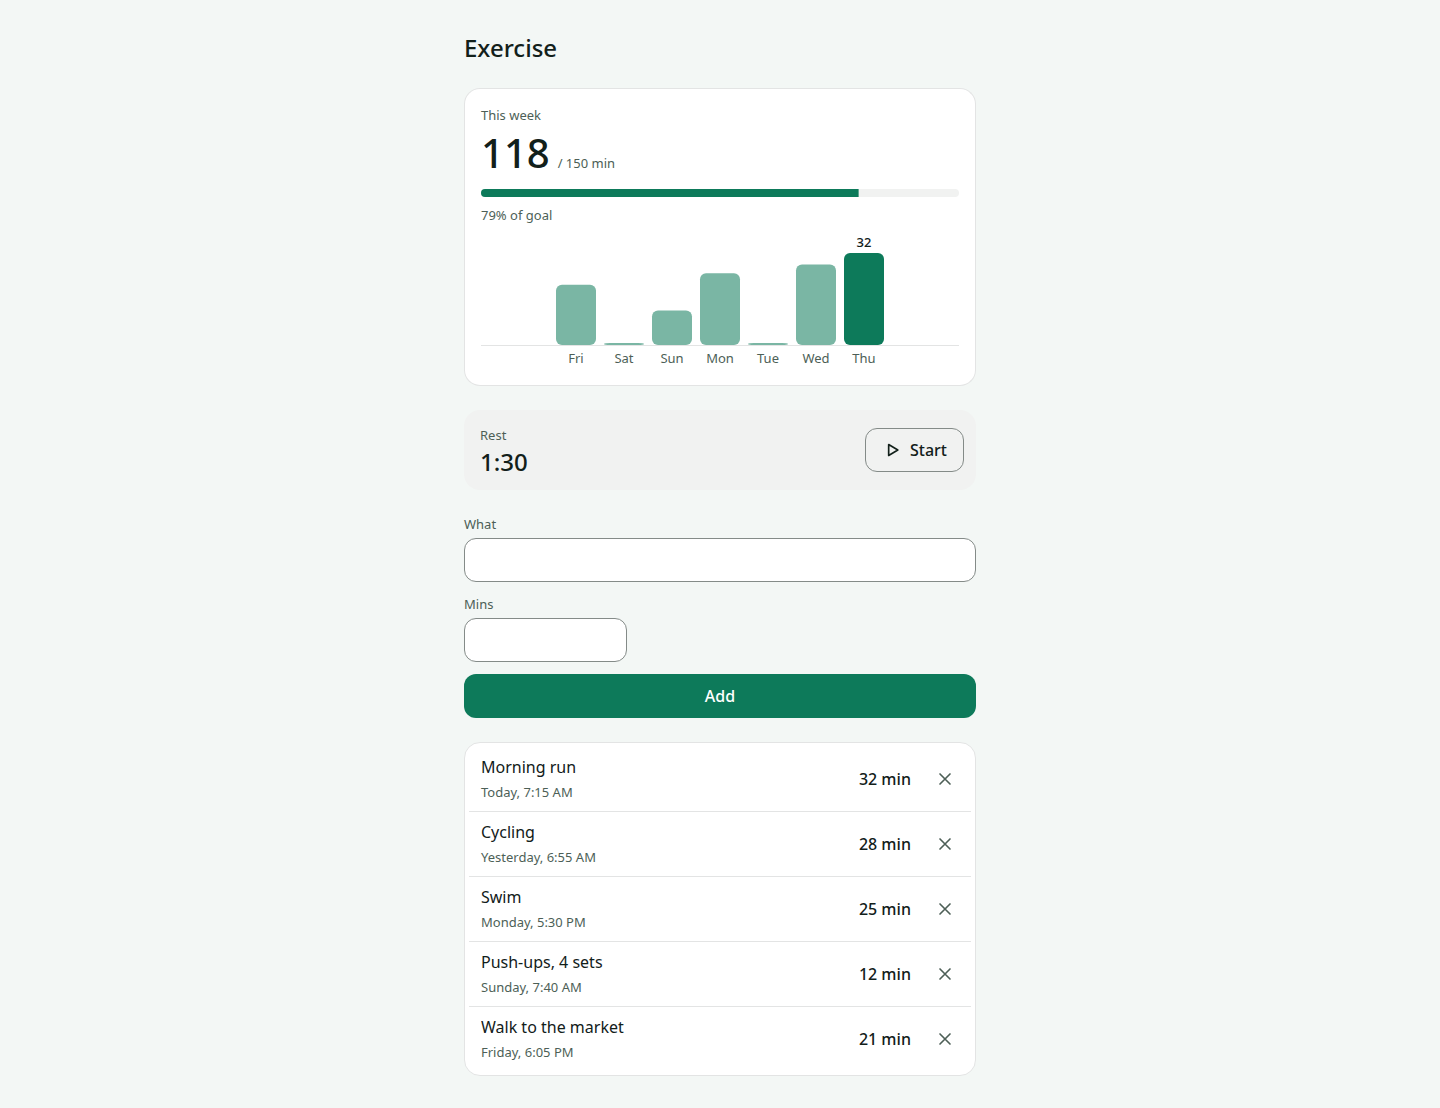 Exercise
This week
118 / 150 min
79% of goal
32
Fri Sat Sun Mon Tue Wed Thu
Rest
1:30
Start
What
Mins
Add
Morning run
Today, 7:15 AM
32 min
Cycling
Yesterday, 6:55 AM
28 min
Swim
Monday, 5:30 PM
25 min
Push-ups, 4 sets
Sunday, 7:40 AM
12 min
Walk to the market
Friday, 6:05 PM
21 min